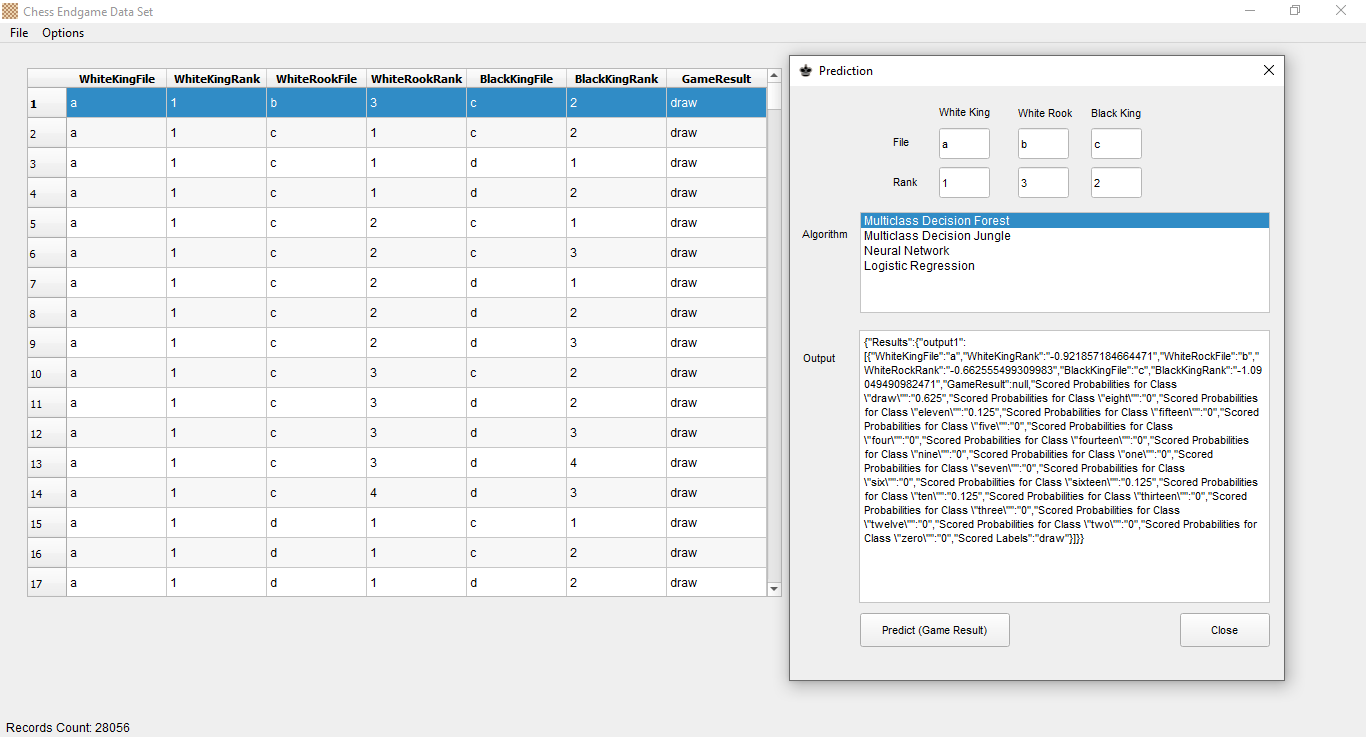 Chess Endgame Data Set
File Options
WhiteKingFile WhiteKingRank WhiteRookFile WhiteRookRank BlackKingFile BlackKingRank GameResult
1 a 1 b 3 c 2 draw
2 a 1 c 1 c 2 draw
3 a 1 c 1 d 1 draw
4 a 1 c 1 d 2 draw
5 a 1 c 2 c 1 draw
6 a 1 c 2 c 3 draw
7 a 1 c 2 d 1 draw
8 a 1 c 2 d 2 draw
9 a 1 c 2 d 3 draw
10 a 1 c 3 c 2 draw
11 a 1 c 3 d 2 draw
12 a 1 c 3 d 3 draw
13 a 1 c 3 d 4 draw
14 a 1 c 4 d 3 draw
15 a 1 d 1 c 1 draw
16 a 1 d 1 c 2 draw
17 a 1 d 1 d 2 draw
Records Count: 28056
Prediction
White King White Rook Black King
File a b c
Rank 1 3 2
Algorithm
Multiclass Decision Forest
Multiclass Decision Jungle
Neural Network
Logistic Regression
Output
{"Results":{"output1":
[{"WhiteKingFile":"a","WhiteKingRank":"-0.921857184664471","WhiteRockFile":"b","
WhiteRockRank":"-0.662555499309983","BlackKingFile":"c","BlackKingRank":"-1.09
049490982471","GameResult":null,"Scored Probabilities for Class
\"draw\"":"0.625","Scored Probabilities for Class \"eight\"":"0","Scored Probabilities
for Class \"eleven\"":"0.125","Scored Probabilities for Class \"fifteen\"":"0","Scored
Probabilities for Class \"five\"":"0","Scored Probabilities for Class
\"four\"":"0","Scored Probabilities for Class \"fourteen\"":"0","Scored Probabilities
for Class \"nine\"":"0","Scored Probabilities for Class \"one\"":"0","Scored
Probabilities for Class \"seven\"":"0","Scored Probabilities for Class
\"six\"":"0","Scored Probabilities for Class \"sixteen\"":"0.125","Scored Probabilities
for Class \"ten\"":"0.125","Scored Probabilities for Class \"thirteen\"":"0","Scored
Probabilities for Class \"three\"":"0","Scored Probabilities for Class
\"twelve\"":"0","Scored Probabilities for Class \"two\"":"0","Scored Probabilities for
Class \"zero\"":"0","Scored Labels":"draw"}]}}
Predict (Game Result) Close